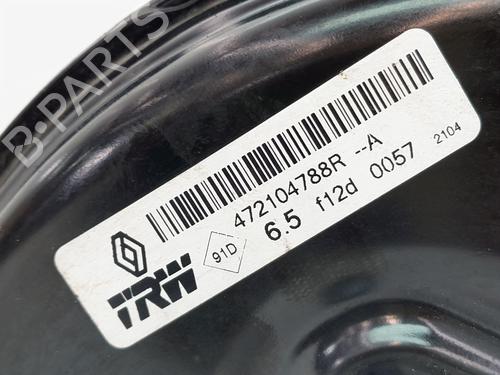 B-PARTS
472104788R --A
91D
6.5 f12d 0057 2104
TRW